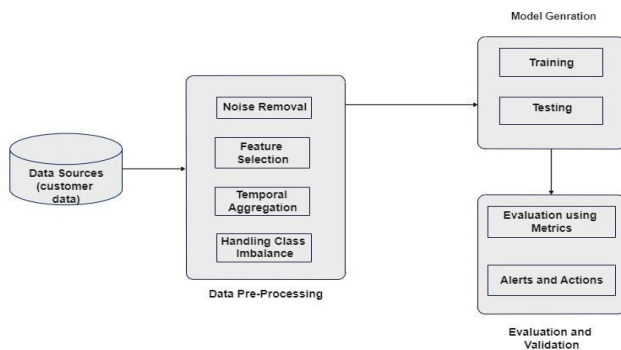 Model Genration
Training
Testing
Noise Removal
Feature
Selection
Temporal
Aggregation
Handling Class
Imbalance
Data Pre-Processing
Data Sources
(customer
data)
Evaluation using
Metrics
Alerts and Actions
Evaluation and
Validation